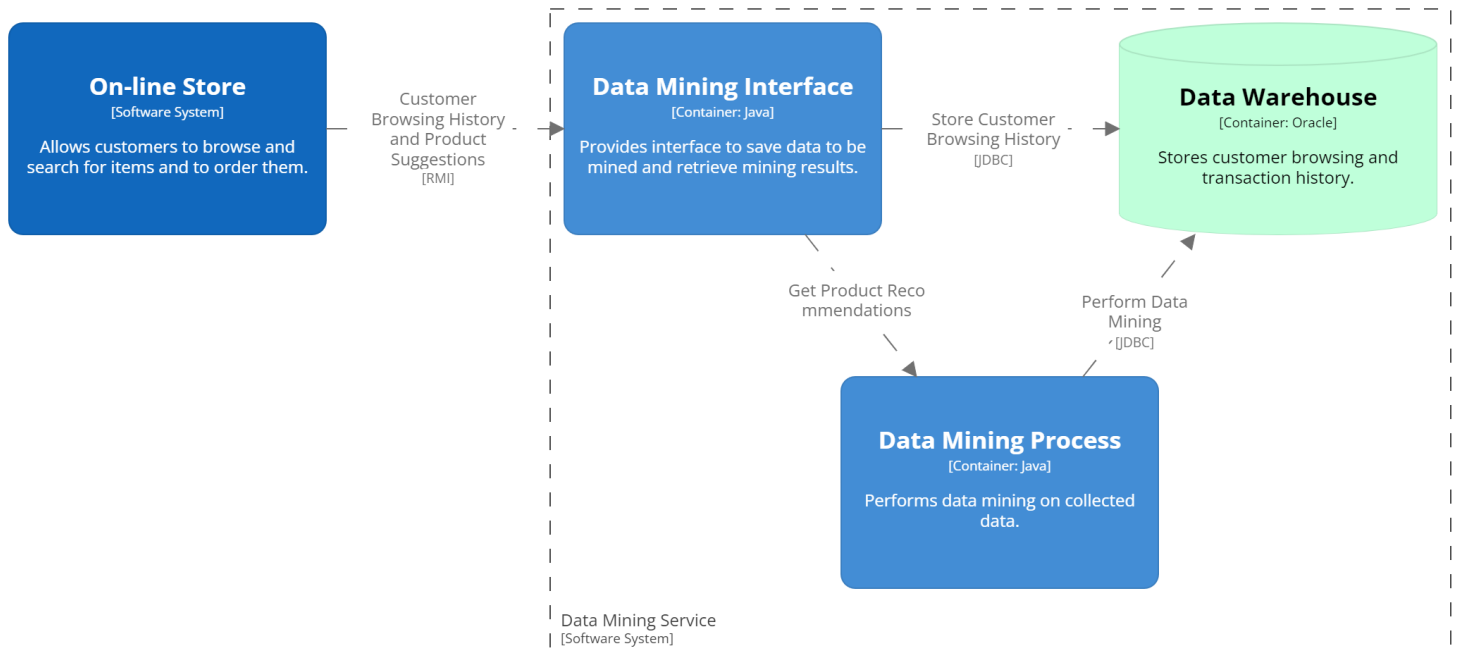 On-line Store
[Software System]
Allows customers to browse and
search for items and to order them.
Customer
Browsing History
and Product
Suggestions
[RMI]
Data Mining Interface
[Container: Java]
Provides interface to save data to be
mined and retrieve mining results.
Store Customer
Browsing History
[JDBC]
Data Warehouse
[Container: Oracle]
Stores customer browsing and
transaction history.
Get Product Reco
mmendations
Perform Data
Mining
[JDBC]
Data Mining Process
[Container: Java]
Performs data mining on collected
data.
Data Mining Service
[Software System]